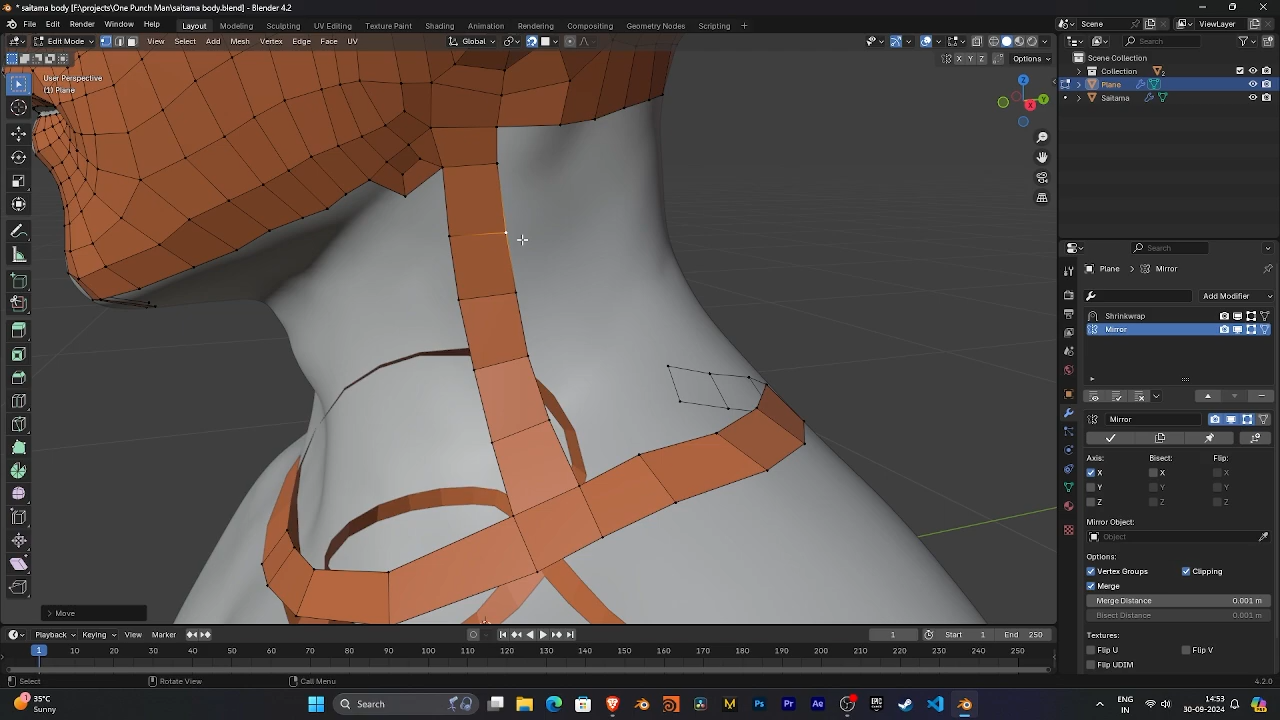 * saitama body [F:\projects\One Punch Man\saitama body.blend] - Blender 4.2
File Edit Render Window Help
Layout Modeling Sculpting UV Editing Texture Paint Shading Animation Rendering Compositing Geometry Nodes Scripting +
Scene
ViewLayer
Edit Mode View Select Add Mesh Vertex Edge Face UV
Global
Search
X Y Z
Options
User Perspective
(1) Plane
Z
Y
X
Scene Collection
Collection 2
Plane
Saitama
Search
Plane > Mirror
Add Modifier
Shrinkwrap
Mirror
Mirror
Axis: Bisect: Flip:
X X X
Y Y Y
Z Z Z
Mirror Object:
Object
Options:
Vertex Groups Clipping
Merge
Merge Distance 0.001 m
Bisect Distance 0.001 m
Textures:
Flip U Flip V
Flip UDIM
> Move
Playback Keying View Marker
1
Start 1
End 250
1 10 20 30 40 50 60 70 80 90 100 110 120 130 140 150 160 170 180 190 200 210 220 230 240 250
Select
Rotate View
Call Menu
4.2.0
35°C
Sunny
Search
Ps Pr Ae
ENG
IN
14:53
30-09-2024